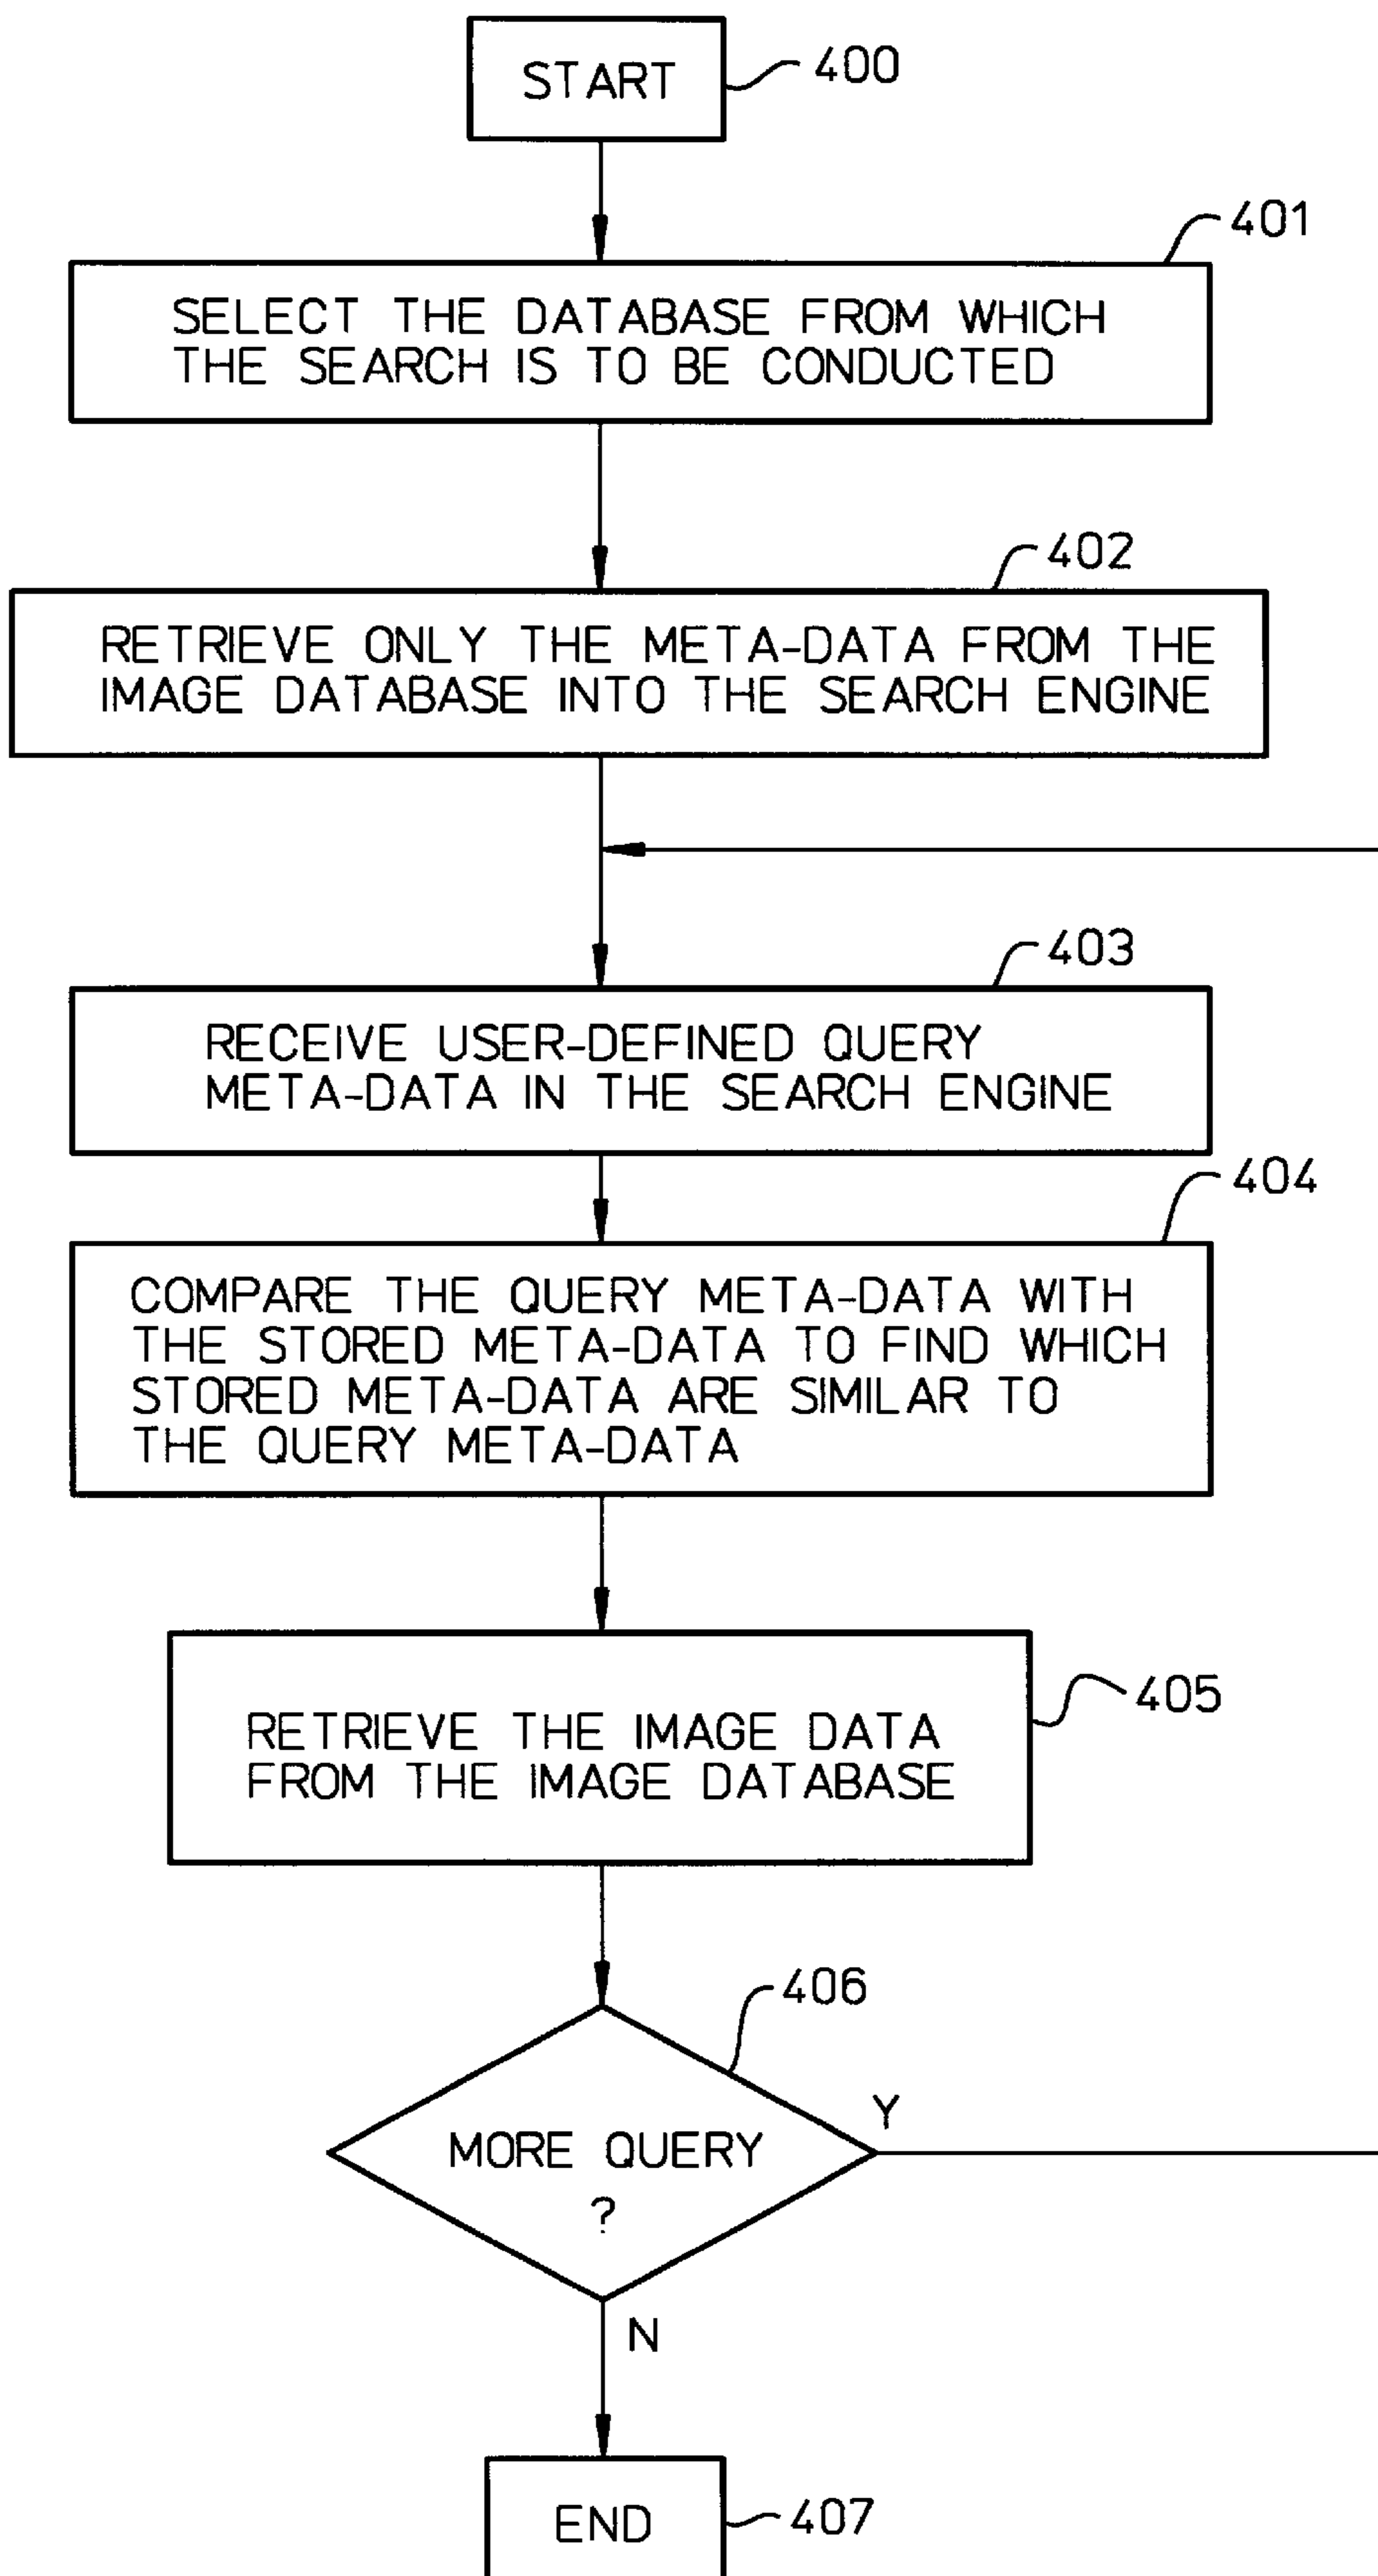 START
400
401
SELECT THE DATABASE FROM WHICH
THE SEARCH IS TO BE CONDUCTED
402
RETRIEVE ONLY THE META-DATA FROM THE
IMAGE DATABASE INTO THE SEARCH ENGINE
403
RECEIVE USER-DEFINED QUERY
META-DATA IN THE SEARCH ENGINE
404
COMPARE THE QUERY META-DATA WITH
THE STORED META-DATA TO FIND WHICH
STORED META-DATA ARE SIMILAR TO
THE QUERY META-DATA
405
RETRIEVE THE IMAGE DATA
FROM THE IMAGE DATABASE
406
Y
MORE QUERY
?
N
END
407